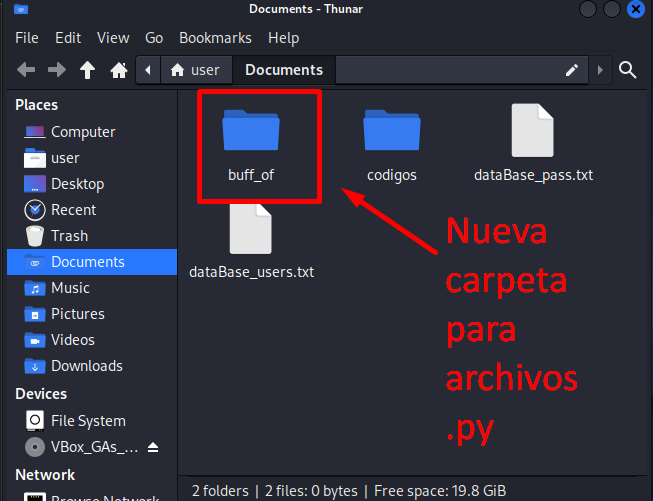 Documents - Thunar
File Edit View Go Bookmarks Help
user Documents
Places
Computer
user
Desktop
Recent
Trash
Documents
Music
Pictures
Videos
Downloads
Devices
File System
VBox_GAs_...
Network
Browse Network
buff_of
codigos
dataBase_pass.txt
dataBase_users.txt
Nueva
carpeta
para
archivos
.py
2 folders | 2 files: 0 bytes | Free space: 19.8 GiB